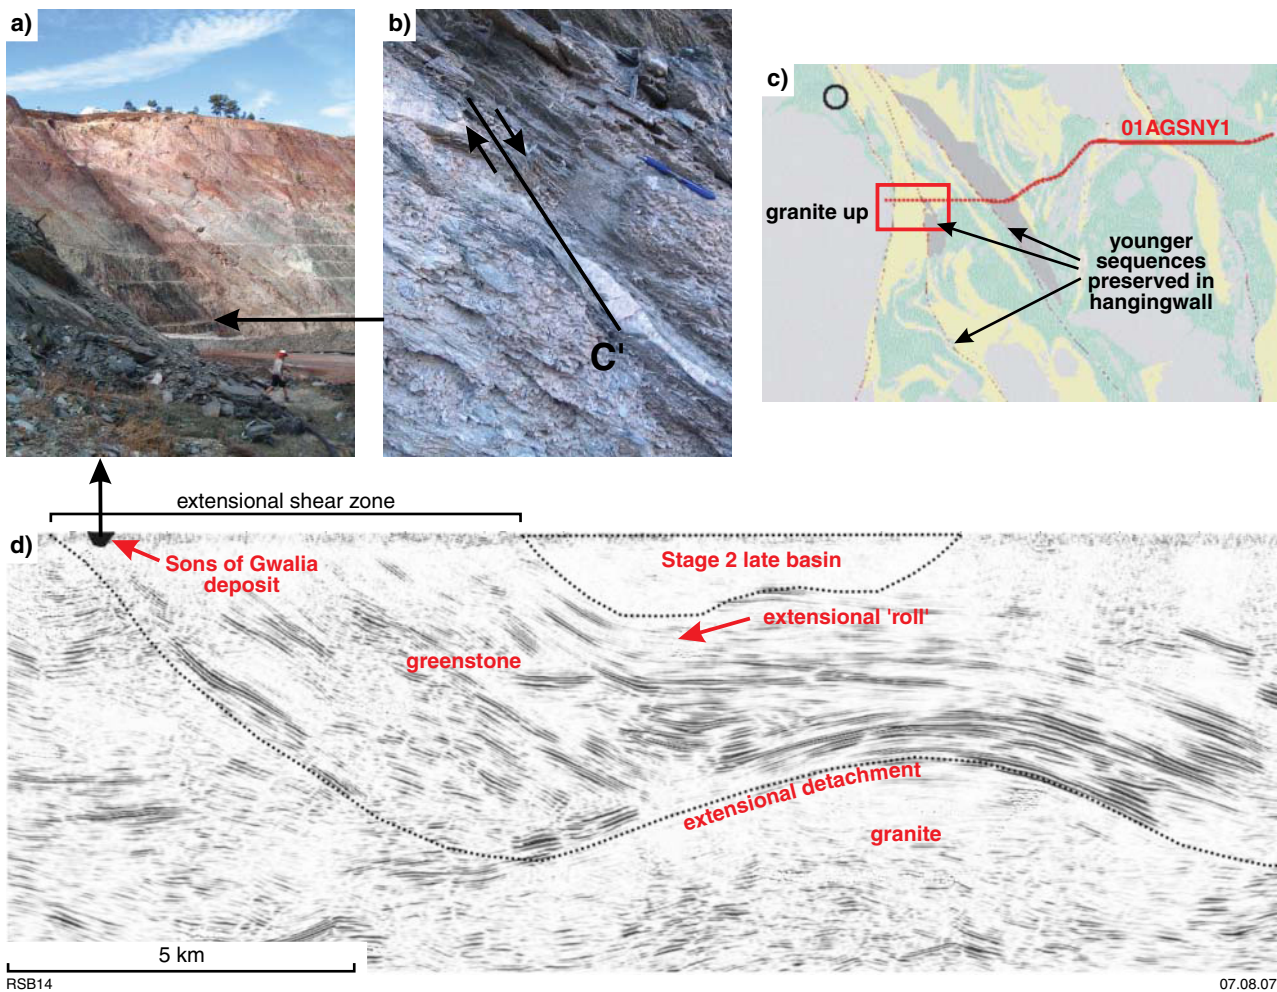 a)
b)
c)
C'
01AGSNY1
granite up
younger
sequences
preserved in
hangingwall
extensional shear zone
d)
Sons of Gwalia
deposit
Stage 2 late basin
extensional 'roll'
greenstone
extensional detachment
granite
5 km
RSB14
07.08.07